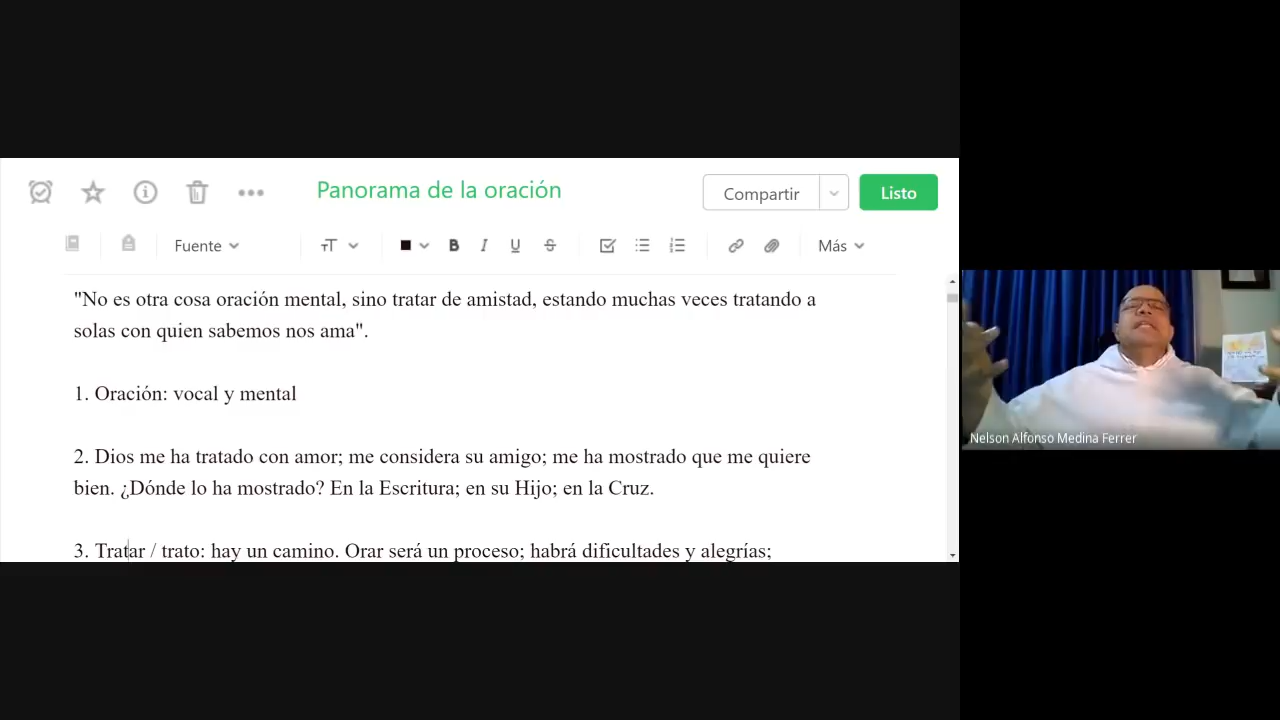 Panorama de la oración
Compartir
Listo
Fuente
B
I
U
S
Más
"No es otra cosa oración mental, sino tratar de amistad, estando muchas veces tratando a
solas con quien sabemos nos ama".
1. Oración: vocal y mental
2. Dios me ha tratado con amor; me considera su amigo; me ha mostrado que me quiere
bien. ¿Dónde lo ha mostrado? En la Escritura; en su Hijo; en la Cruz.
3. Tratar / trato: hay un camino. Orar será un proceso; habrá dificultades y alegrías;
Nelson Alfonso Medina Ferrer